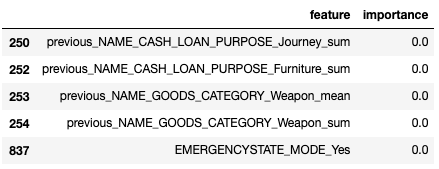 feature importance
250 previous_NAME_CASH_LOAN_PURPOSE_Journey_sum 0.0
252 previous_NAME_CASH_LOAN_PURPOSE_Furniture_sum 0.0
253 previous_NAME_GOODS_CATEGORY_Weapon_mean 0.0
254 previous_NAME_GOODS_CATEGORY_Weapon_sum 0.0
837 EMERGENCYSTATE_MODE_Yes 0.0